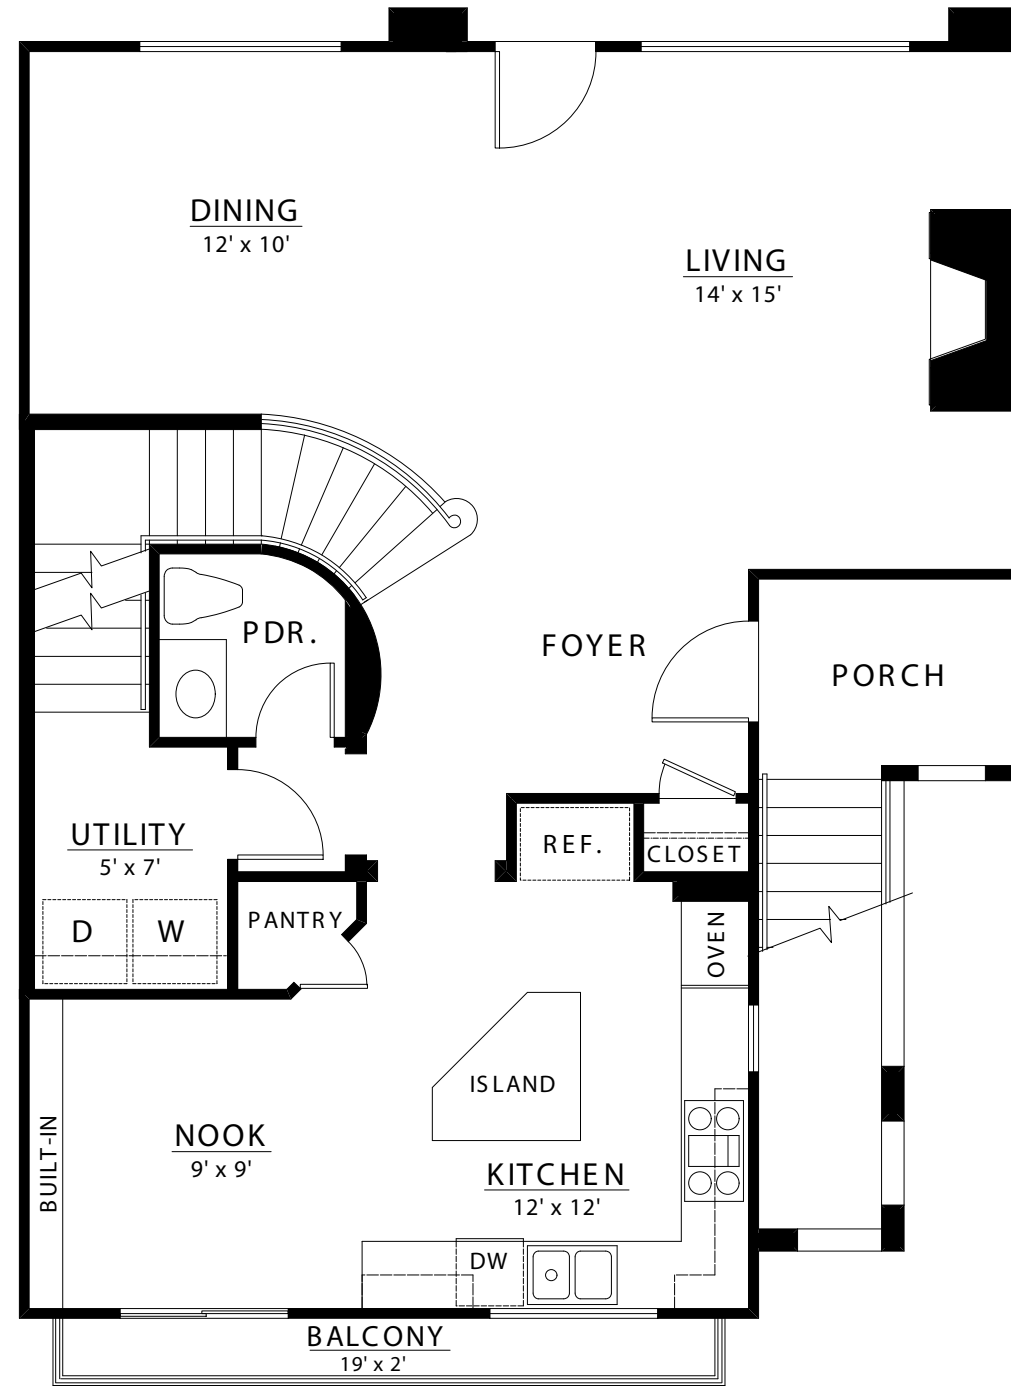 DINING
12' x 10'
LIVING
14' x 15'
PDR.
FOYER
PORCH
UTILITY
5' x 7'
REF.
CLOSET
D
W
PANTRY
OVEN
ISLAND
NOOK
9' x 9'
BUILT-IN
KITCHEN
12' x 12'
DW
BALCONY
19' x 2'